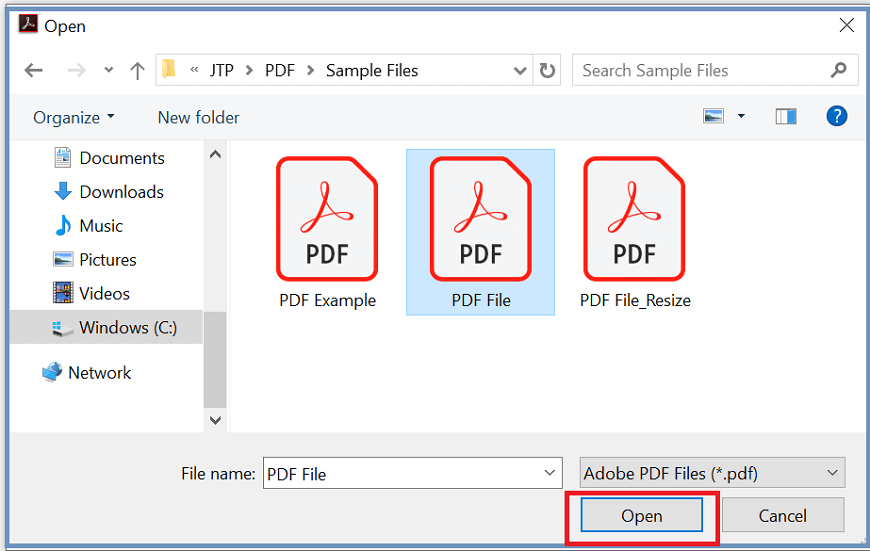 Open
« JTP > PDF > Sample Files
Search Sample Files
Organize
New folder
?
Documents
Downloads
Music
Pictures
Videos
Windows (C:)
Network
PDF
PDF Example
PDF
PDF File
PDF
PDF File_Resize
File name: PDF File
Adobe PDF Files (*.pdf)
Open
Cancel